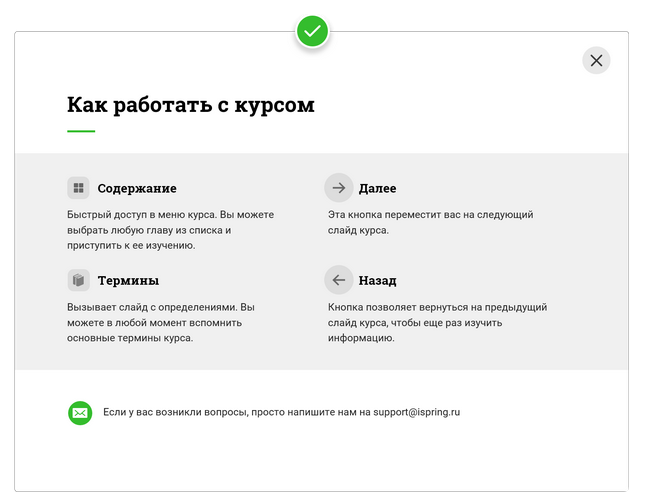 Как работать с курсом
Содержание
Быстрый доступ в меню курса. Вы можете
выбрать любую главу из списка и
приступить к ее изучению.
Далее
Эта кнопка переместит вас на следующий
слайд курса.
Термины
Вызывает слайд с определениями. Вы
можете в любой момент вспомнить
основные термины курса.
Назад
Кнопка позволяет вернуться на предыдущий
слайд курса, чтобы еще раз изучить
информацию.
Если у вас возникли вопросы, просто напишите нам на support@ispring.ru